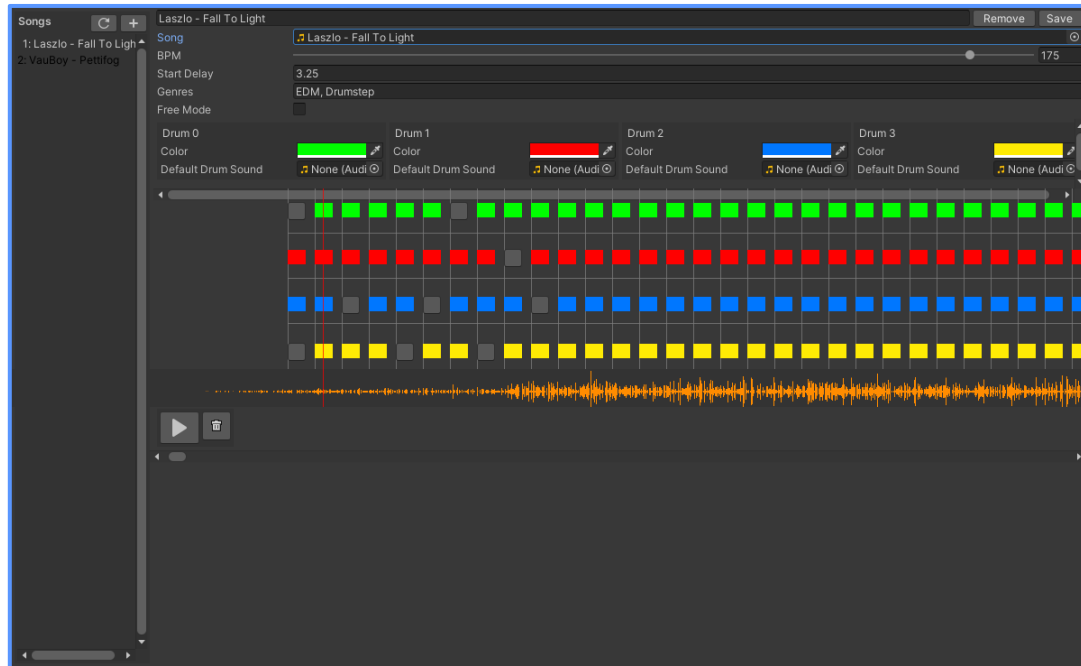 Songs
1: Laszlo - Fall To Ligh
2: VauBoy - Pettifog
Laszlo - Fall To Light Remove Save
Song Laszlo - Fall To Light
BPM 175
Start Delay 3.25
Genres EDM, Drumstep
Free Mode
Drum 0 Drum 1 Drum 2 Drum 3
Color Color Color Color
Default Drum Sound None (Audi Default Drum Sound None (Audi Default Drum Sound None (Audi Default Drum Sound None (Audi